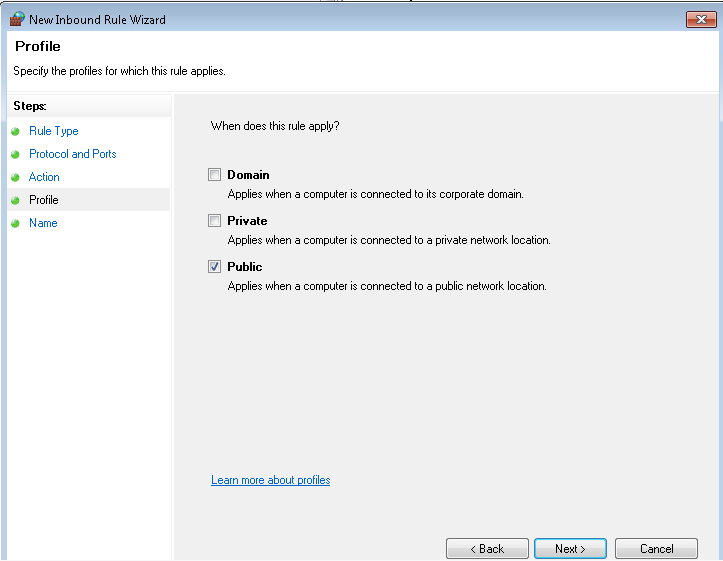 New Inbound Rule Wizard
Profile
Specify the profiles for which this rule applies.
Steps:
Rule Type
Protocol and Ports
Action
Profile
Name
When does this rule apply?
Domain
Applies when a computer is connected to its corporate domain.
Private
Applies when a computer is connected to a private network location.
Public
Applies when a computer is connected to a public network location.
Learn more about profiles
< Back
Next >
Cancel